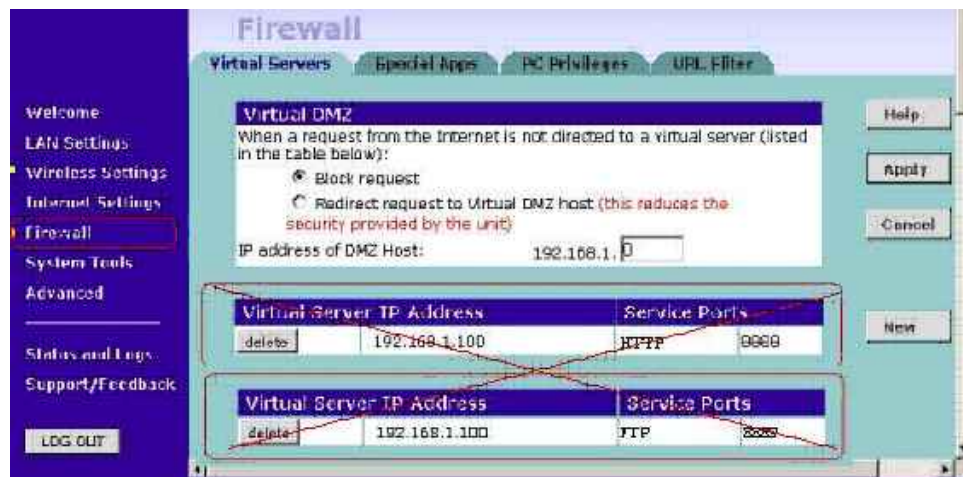 Firewall
Virtual Servers Special Apps PC Privileges URL Filter
Welcome
LAN Settings
Wireless Settings
Internet Settings
Firewall
System Tools
Advanced
Status and Logs
Support/Feedback
LOG OUT
Virtual DMZ
When a request from the Internet is not directed to a virtual server (listed
in the table below):
Block request
Redirect request to Virtual DMZ host (this reduces the
security provided by the unit)
IP address of DMZ Host: 192.168.1. 0
Virtual Server IP Address Service Ports
delete 192.168.1.100 HTTP
Virtual Server IP Address Service Ports
delete 192.168.1.100 FTP
Help
Apply
Cancel
New